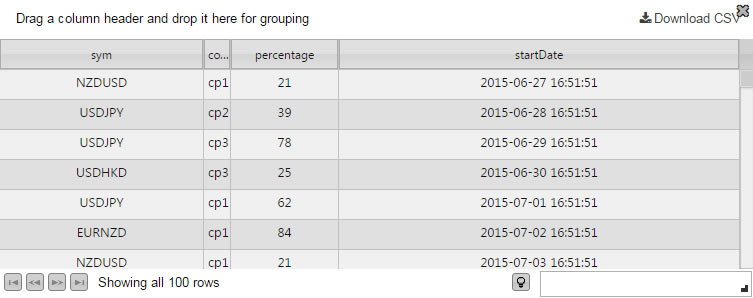 Drag a column header and drop it here for grouping Download CSV
sym co... percentage startDate
NZDUSD cp1 21 2015-06-27 16:51:51
USDJPY cp2 39 2015-06-28 16:51:51
USDJPY cp3 78 2015-06-29 16:51:51
USDHKD cp3 25 2015-06-30 16:51:51
USDJPY cp1 62 2015-07-01 16:51:51
EURNZD cp1 84 2015-07-02 16:51:51
NZDUSD cp1 21 2015-07-03 16:51:51
Showing all 100 rows